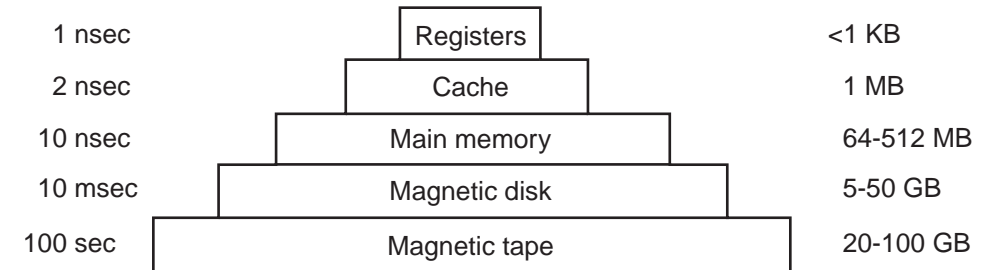 1 nsec Registers <1 KB
2 nsec Cache 1 MB
10 nsec Main memory 64-512 MB
10 msec Magnetic disk 5-50 GB
100 sec Magnetic tape 20-100 GB